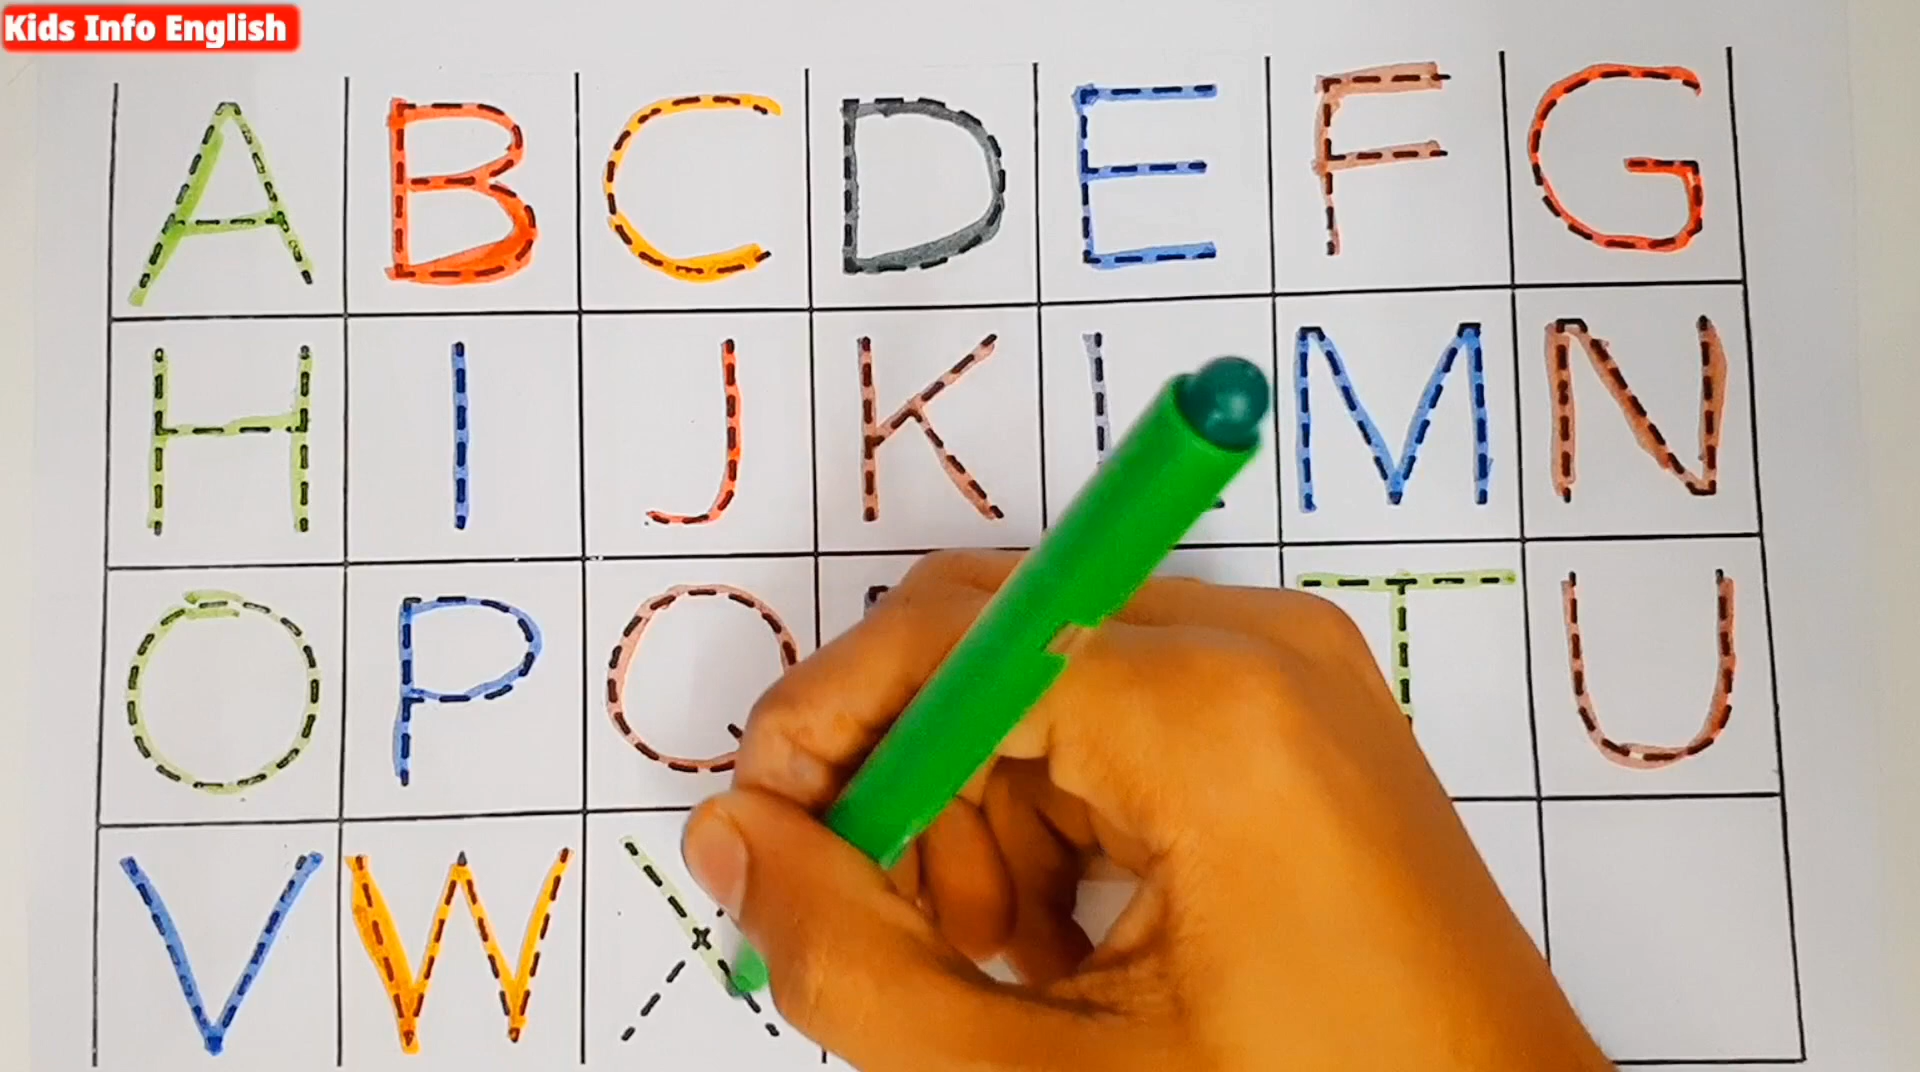 Kids Info English
A B C D E F G
H I J K L M N
O P Q T U
V W X